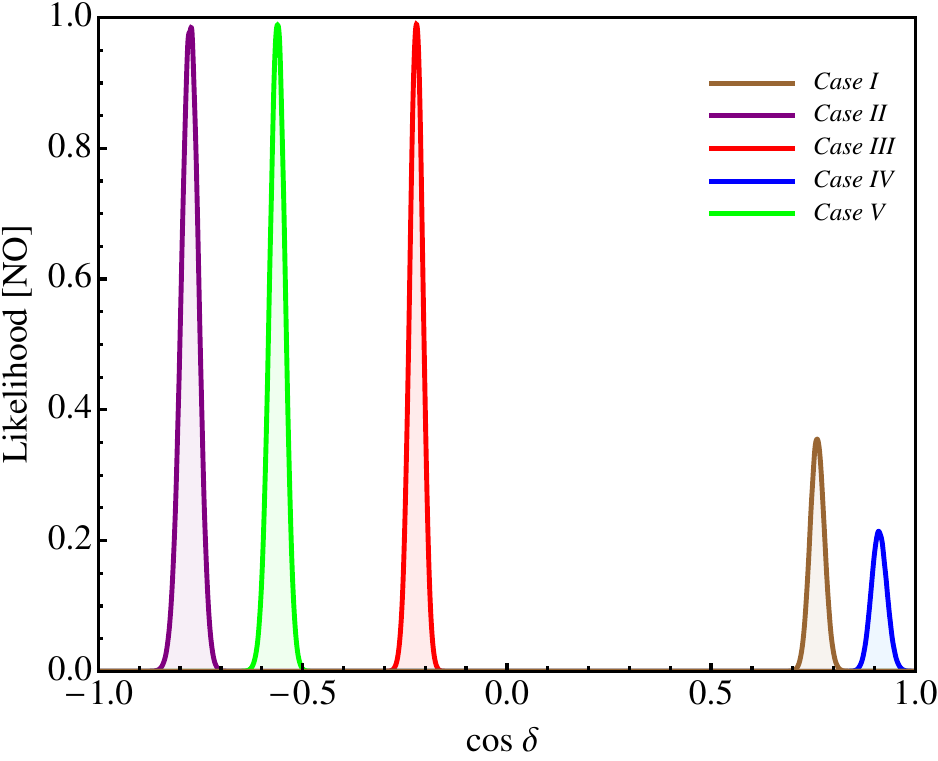 1.0
0.8
0.6
0.4
0.2
0.0
Likelihood [NO]
Case I
Case II
Case III
Case IV
Case V
−1.0 −0.5 0.0 0.5 1.0
cos δ